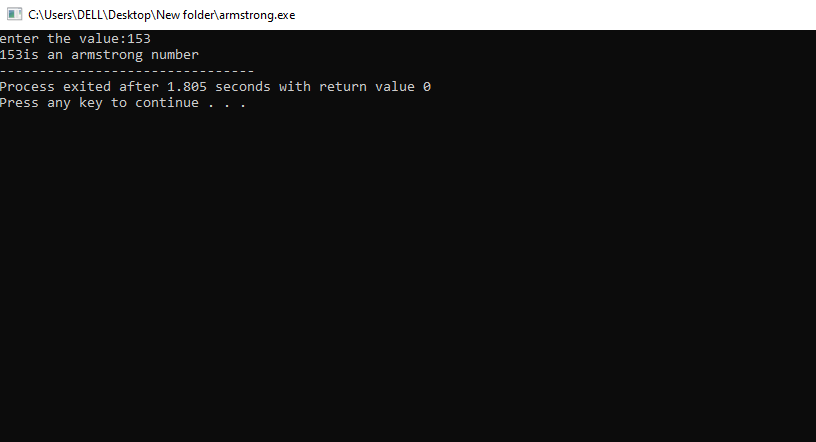 C:\Users\DELL\Desktop\New folder\armstrong.exe
enter the value:153
153is an armstrong number
--------------------------------
Process exited after 1.805 seconds with return value 0
Press any key to continue . . .